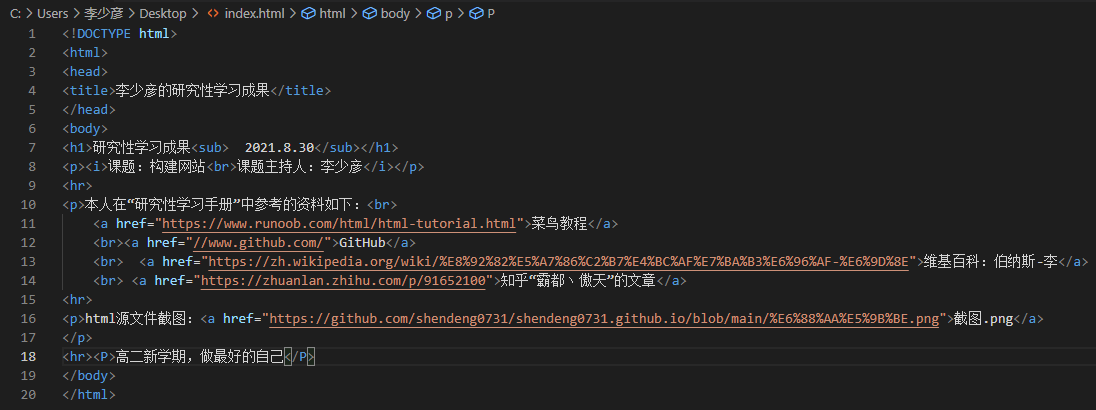 C: > Users > 李少彦 > Desktop > <> index.html > html > body > p > P
1 <!DOCTYPE html>
2 <html>
3 <head>
4 <title>李少彦的研究性学习成果</title>
5 </head>
6 <body>
7 <h1>研究性学习成果<sub>  2021.8.30</sub></h1>
8 <p><i>课题：构建网站<br>课题主持人：李少彦</i></p>
9 <hr>
10 <p>本人在“研究性学习手册”中参考的资料如下：<br>
11     <a href="https://www.runoob.com/html/html-tutorial.html">菜鸟教程</a>
12     <br><a href="//www.github.com/">GitHub</a>
13     <br>  <a href="https://zh.wikipedia.org/wiki/%E8%92%82%E5%A7%86%C2%B7%E4%BC%AF%E7%BA%B3%E6%96%AF-%E6%9D%8E">维基百科：伯纳斯-李</a>
14     <br> <a href="https://zhuanlan.zhihu.com/p/91652100">知乎“霸都丶傲天”的文章</a>
15 <hr>
16 <p>html源文件截图：<a href="https://github.com/shendeng0731/shendeng0731.github.io/blob/main/%E6%88%AA%E5%9B%BE.png">截图.png</a>
17 </p>
18 <hr><P>高二新学期，做最好的自己</P>
19 </body>
20 </html>